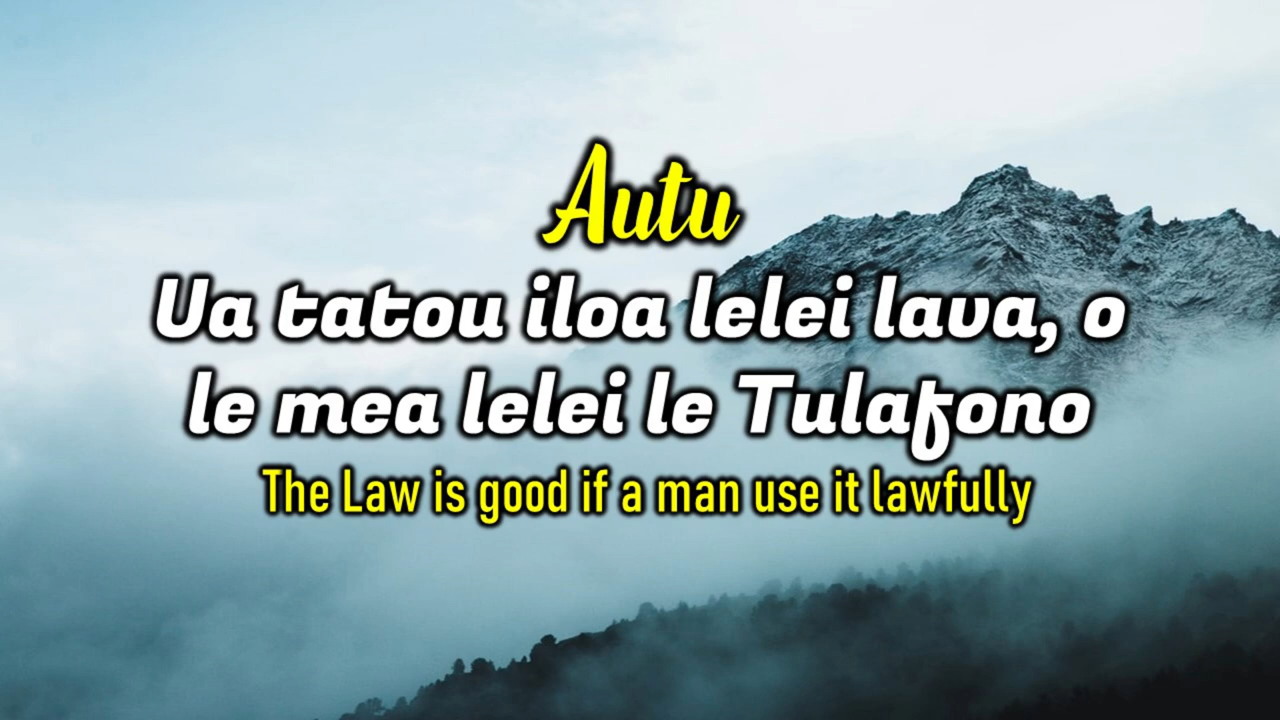 Autu
Ua tatou iloa lelei lava, o
le mea lelei le Tulafono
The Law is good if a man use it lawfully